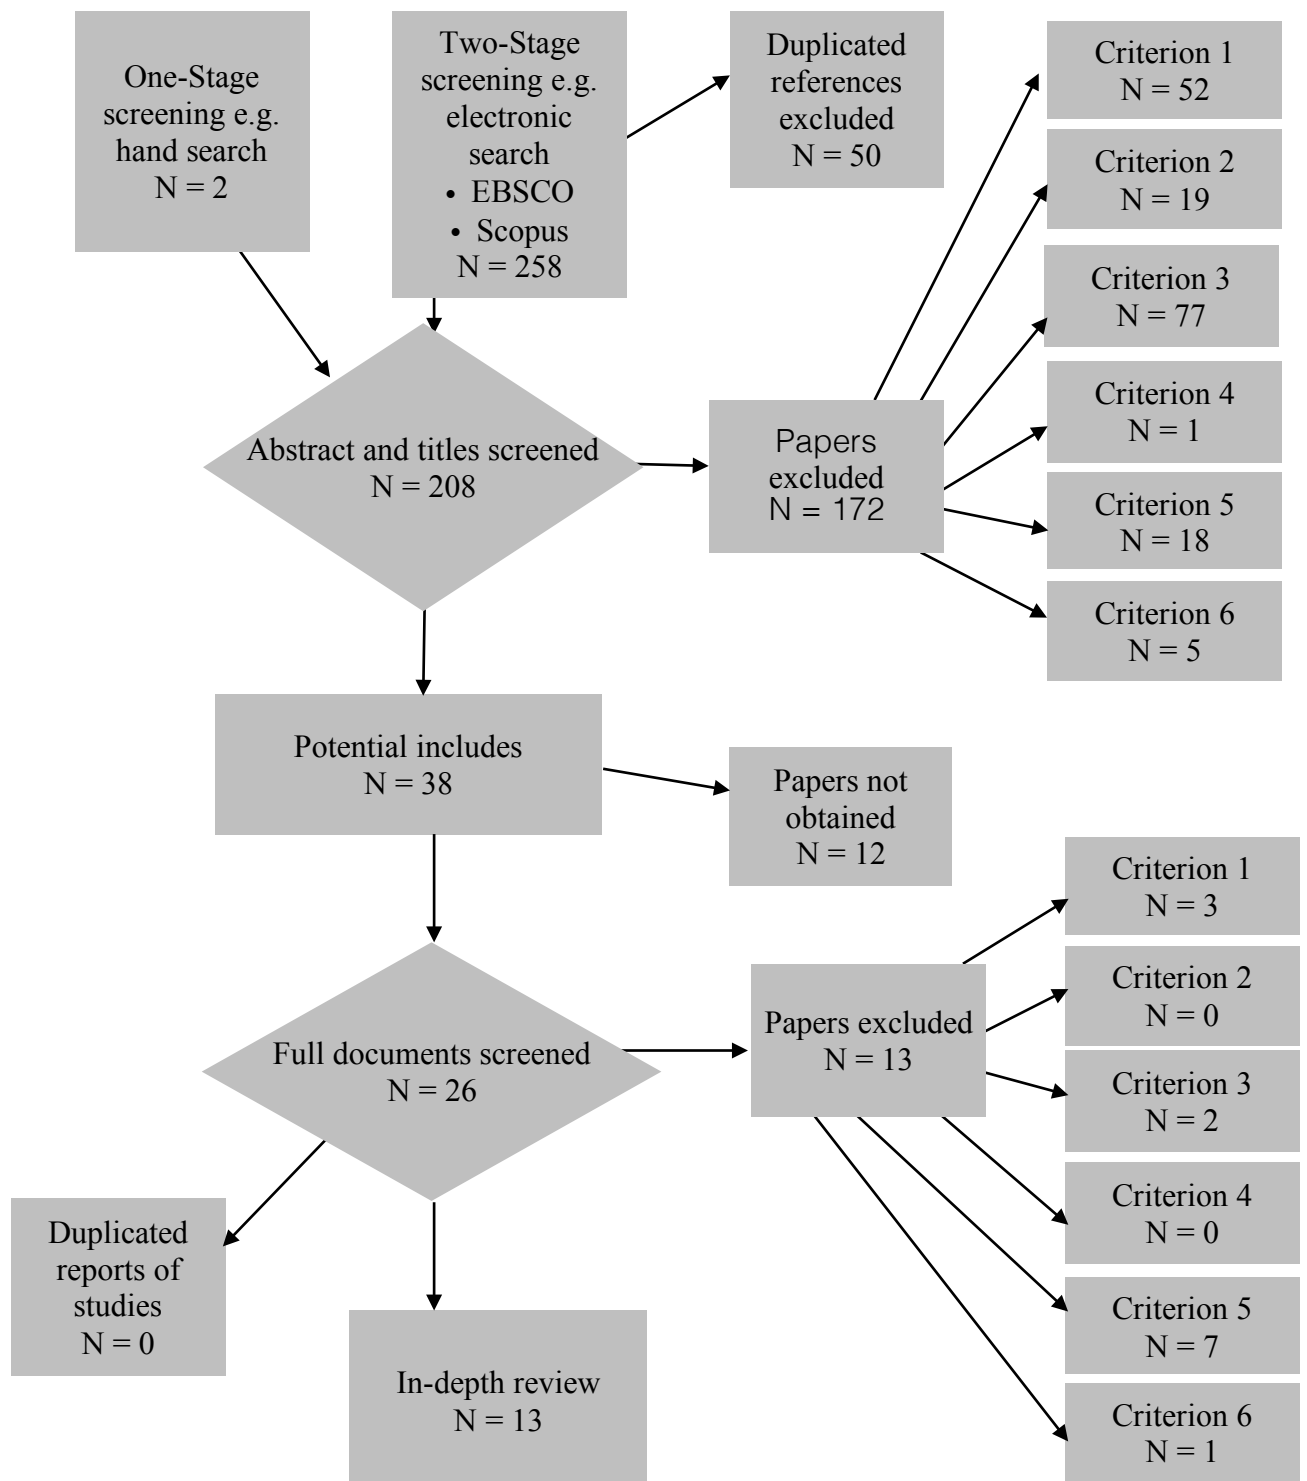 One-Stage
screening e.g.
hand search
N = 2
Two-Stage
screening e.g.
electronic
search
• EBSCO
• Scopus
N = 258
Duplicated
references
excluded
N = 50
Criterion 1
N = 52
Criterion 2
N = 19
Criterion 3
N = 77
Criterion 4
N = 1
Criterion 5
N = 18
Criterion 6
N = 5
Abstract and titles screened
N = 208
Papers
excluded
N = 172
Potential includes
N = 38
Papers not
obtained
N = 12
Full documents screened
N = 26
Papers excluded
N = 13
Criterion 1
N = 3
Criterion 2
N = 0
Criterion 3
N = 2
Criterion 4
N = 0
Criterion 5
N = 7
Criterion 6
N = 1
Duplicated
reports of
studies
N = 0
In-depth review
N = 13